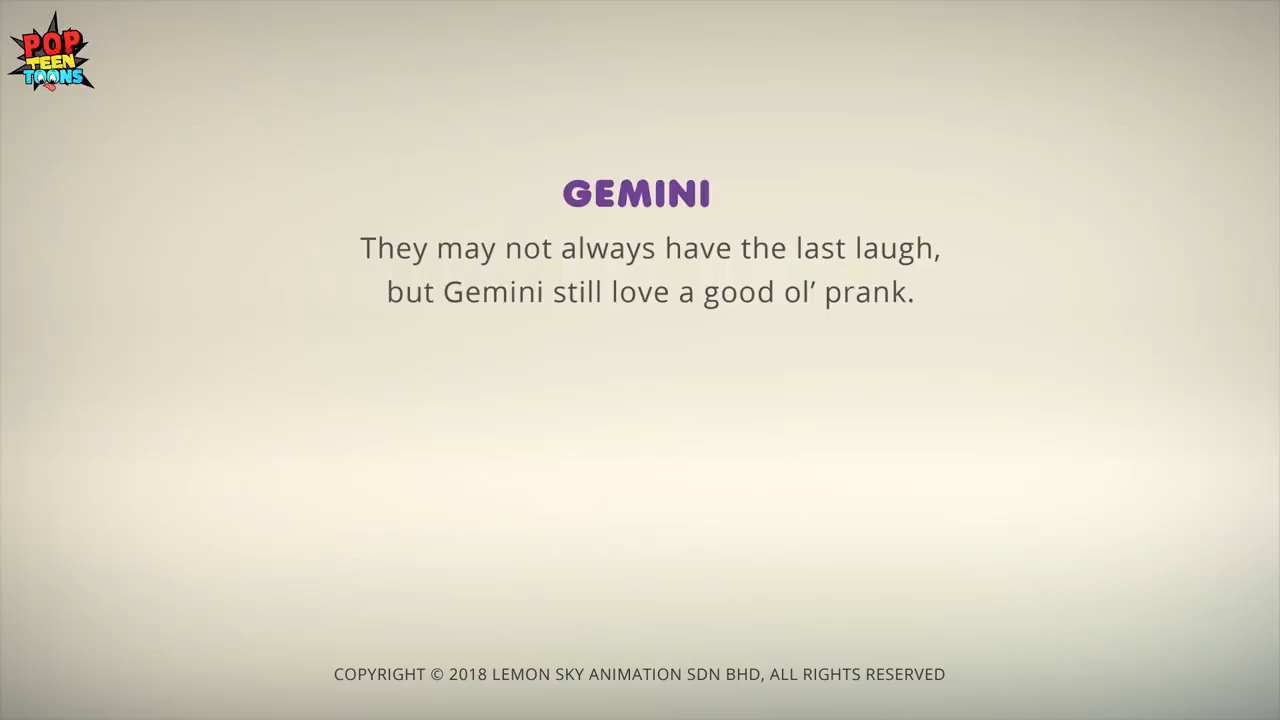 POP
TEEN
TOONS
GEMINI
They may not always have the last laugh,
but Gemini still love a good ol’ prank.
COPYRIGHT © 2018 LEMON SKY ANIMATION SDN BHD, ALL RIGHTS RESERVED